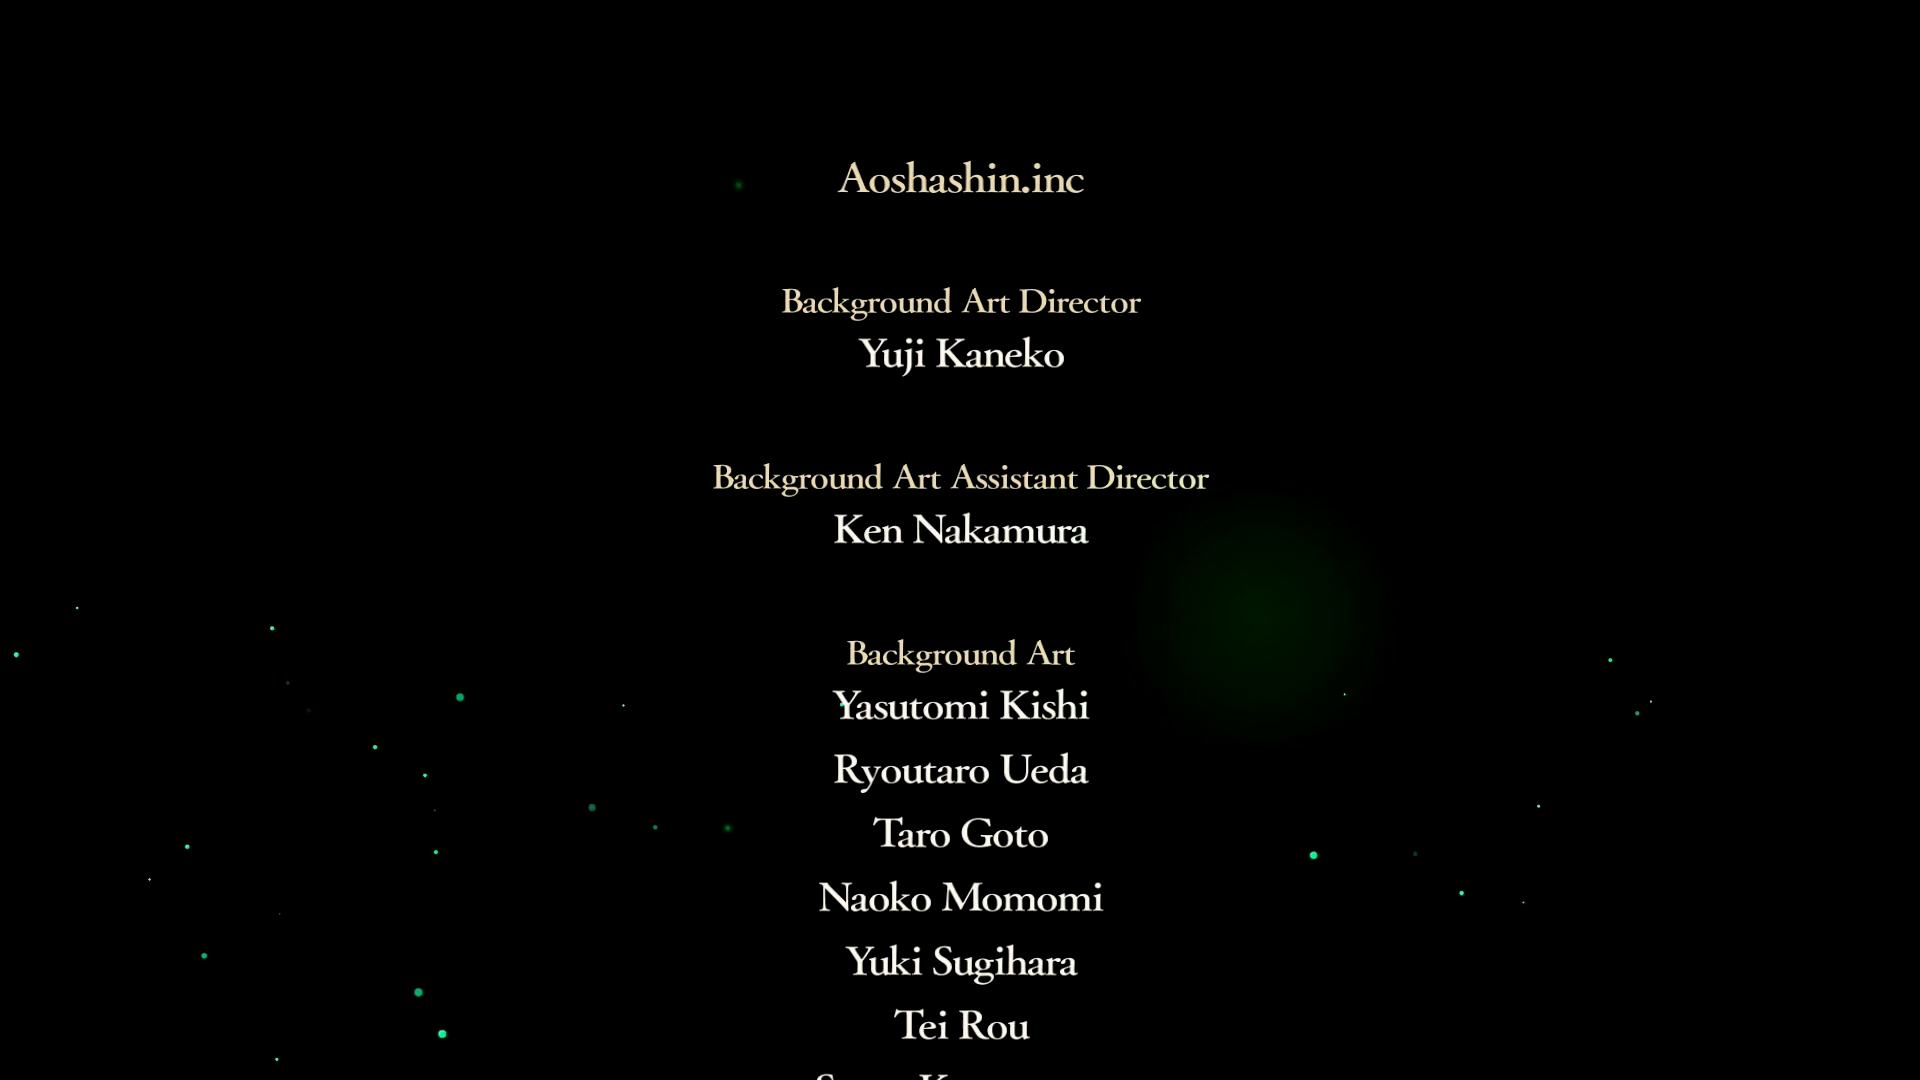 Aoshashin.inc
Background Art Director
Yuji Kaneko
Background Art Assistant Director
Ken Nakamura
Background Art
Yasutomi Kishi
Ryoutaro Ueda
Taro Goto
Naoko Momomi
Yuki Sugihara
Tei Rou